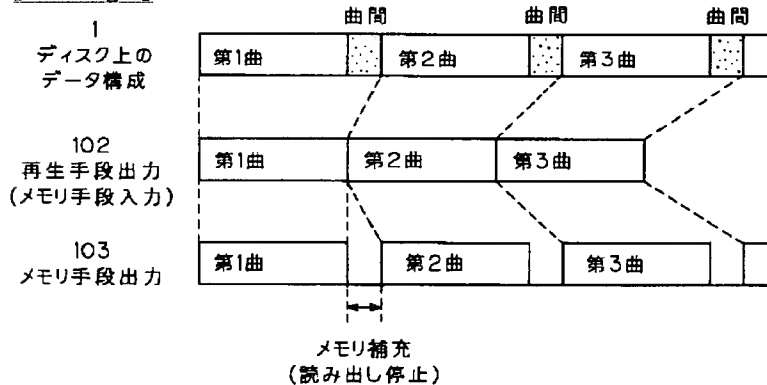 曲間 曲間 曲間
1
ディスク上の
データ構成
第1曲 第2曲 第3曲
102
再生手段出力
(メモリ手段入力)
第1曲 第2曲 第3曲
103
メモリ手段出力
第1曲 第2曲 第3曲
メモリ補充
(読み出し停止)